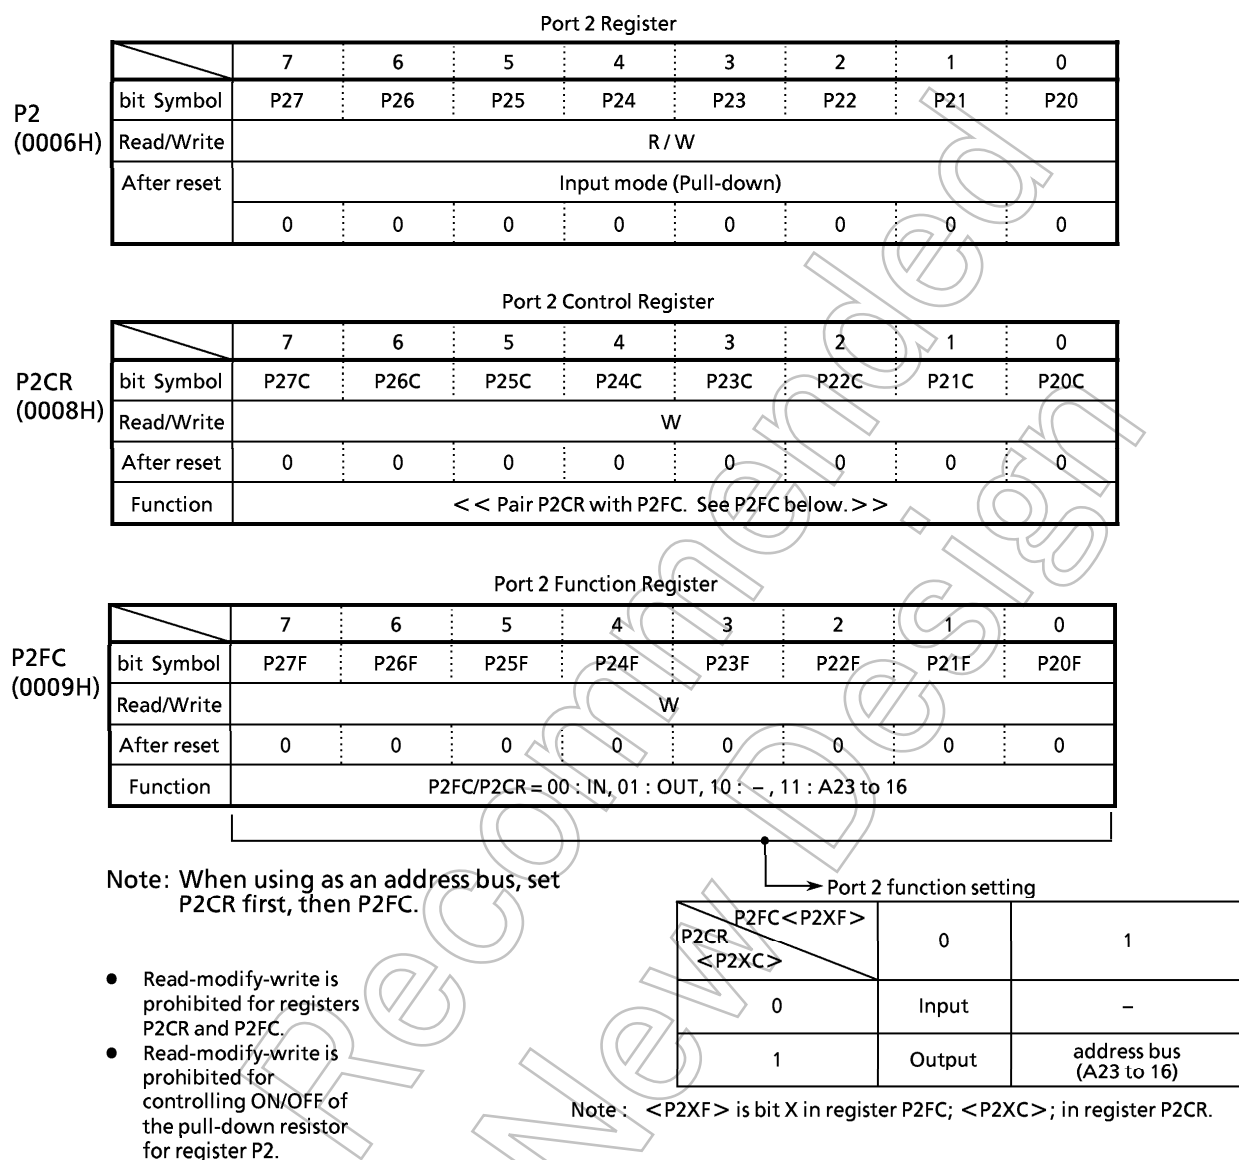 Port 2 Register
7 6 5 4 3 2 1 0
P2
(0006H)
bit Symbol P27 P26 P25 P24 P23 P22 P21 P20
Read/Write R / W
After reset Input mode (Pull-down)
0 0 0 0 0 0 0 0
Port 2 Control Register
7 6 5 4 3 2 1 0
P2CR
(0008H)
bit Symbol P27C P26C P25C P24C P23C P22C P21C P20C
Read/Write W
After reset 0 0 0 0 0 0 0 0
Function << Pair P2CR with P2FC. See P2FC below. >>
Port 2 Function Register
7 6 5 4 3 2 1 0
P2FC
(0009H)
bit Symbol P27F P26F P25F P24F P23F P22F P21F P20F
Read/Write W
After reset 0 0 0 0 0 0 0 0
Function P2FC/P2CR = 00 : IN, 01 : OUT, 10 : – , 11 : A23 to 16
Note: When using as an address bus, set
P2CR first, then P2FC.
● Read-modify-write is
prohibited for registers
P2CR and P2FC.
● Read-modify-write is
prohibited for
controlling ON/OFF of
the pull-down resistor
for register P2.
Port 2 function setting
P2FC<P2XF>
P2CR
<P2XC>
0 1
0 Input –
1 Output address bus
(A23 to 16)
Note : <P2XF> is bit X in register P2FC; <P2XC>; in register P2CR.
Recommended
New Design